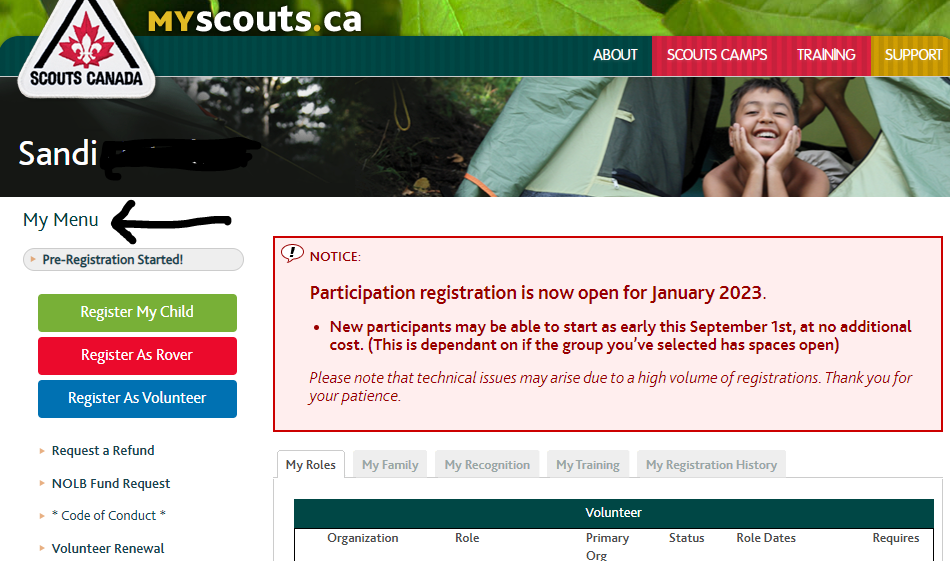 MYscouts.ca
SCOUTS CANADA
ABOUT
SCOUTS CAMPS
TRAINING
SUPPORT
Sandi
My Menu
Pre-Registration Started!
Register My Child
Register As Rover
Register As Volunteer
Request a Refund
NOLB Fund Request
* Code of Conduct *
Volunteer Renewal
! NOTICE:
Participation registration is now open for January 2023.
• New participants may be able to start as early this September 1st, at no additional
cost. (This is dependant on if the group you’ve selected has spaces open)
Please note that technical issues may arise due to a high volume of registrations. Thank you for
your patience.
My Roles
My Family
My Recognition
My Training
My Registration History
Volunteer
Organization
Role
Primary
Org
Status
Role Dates
Requires